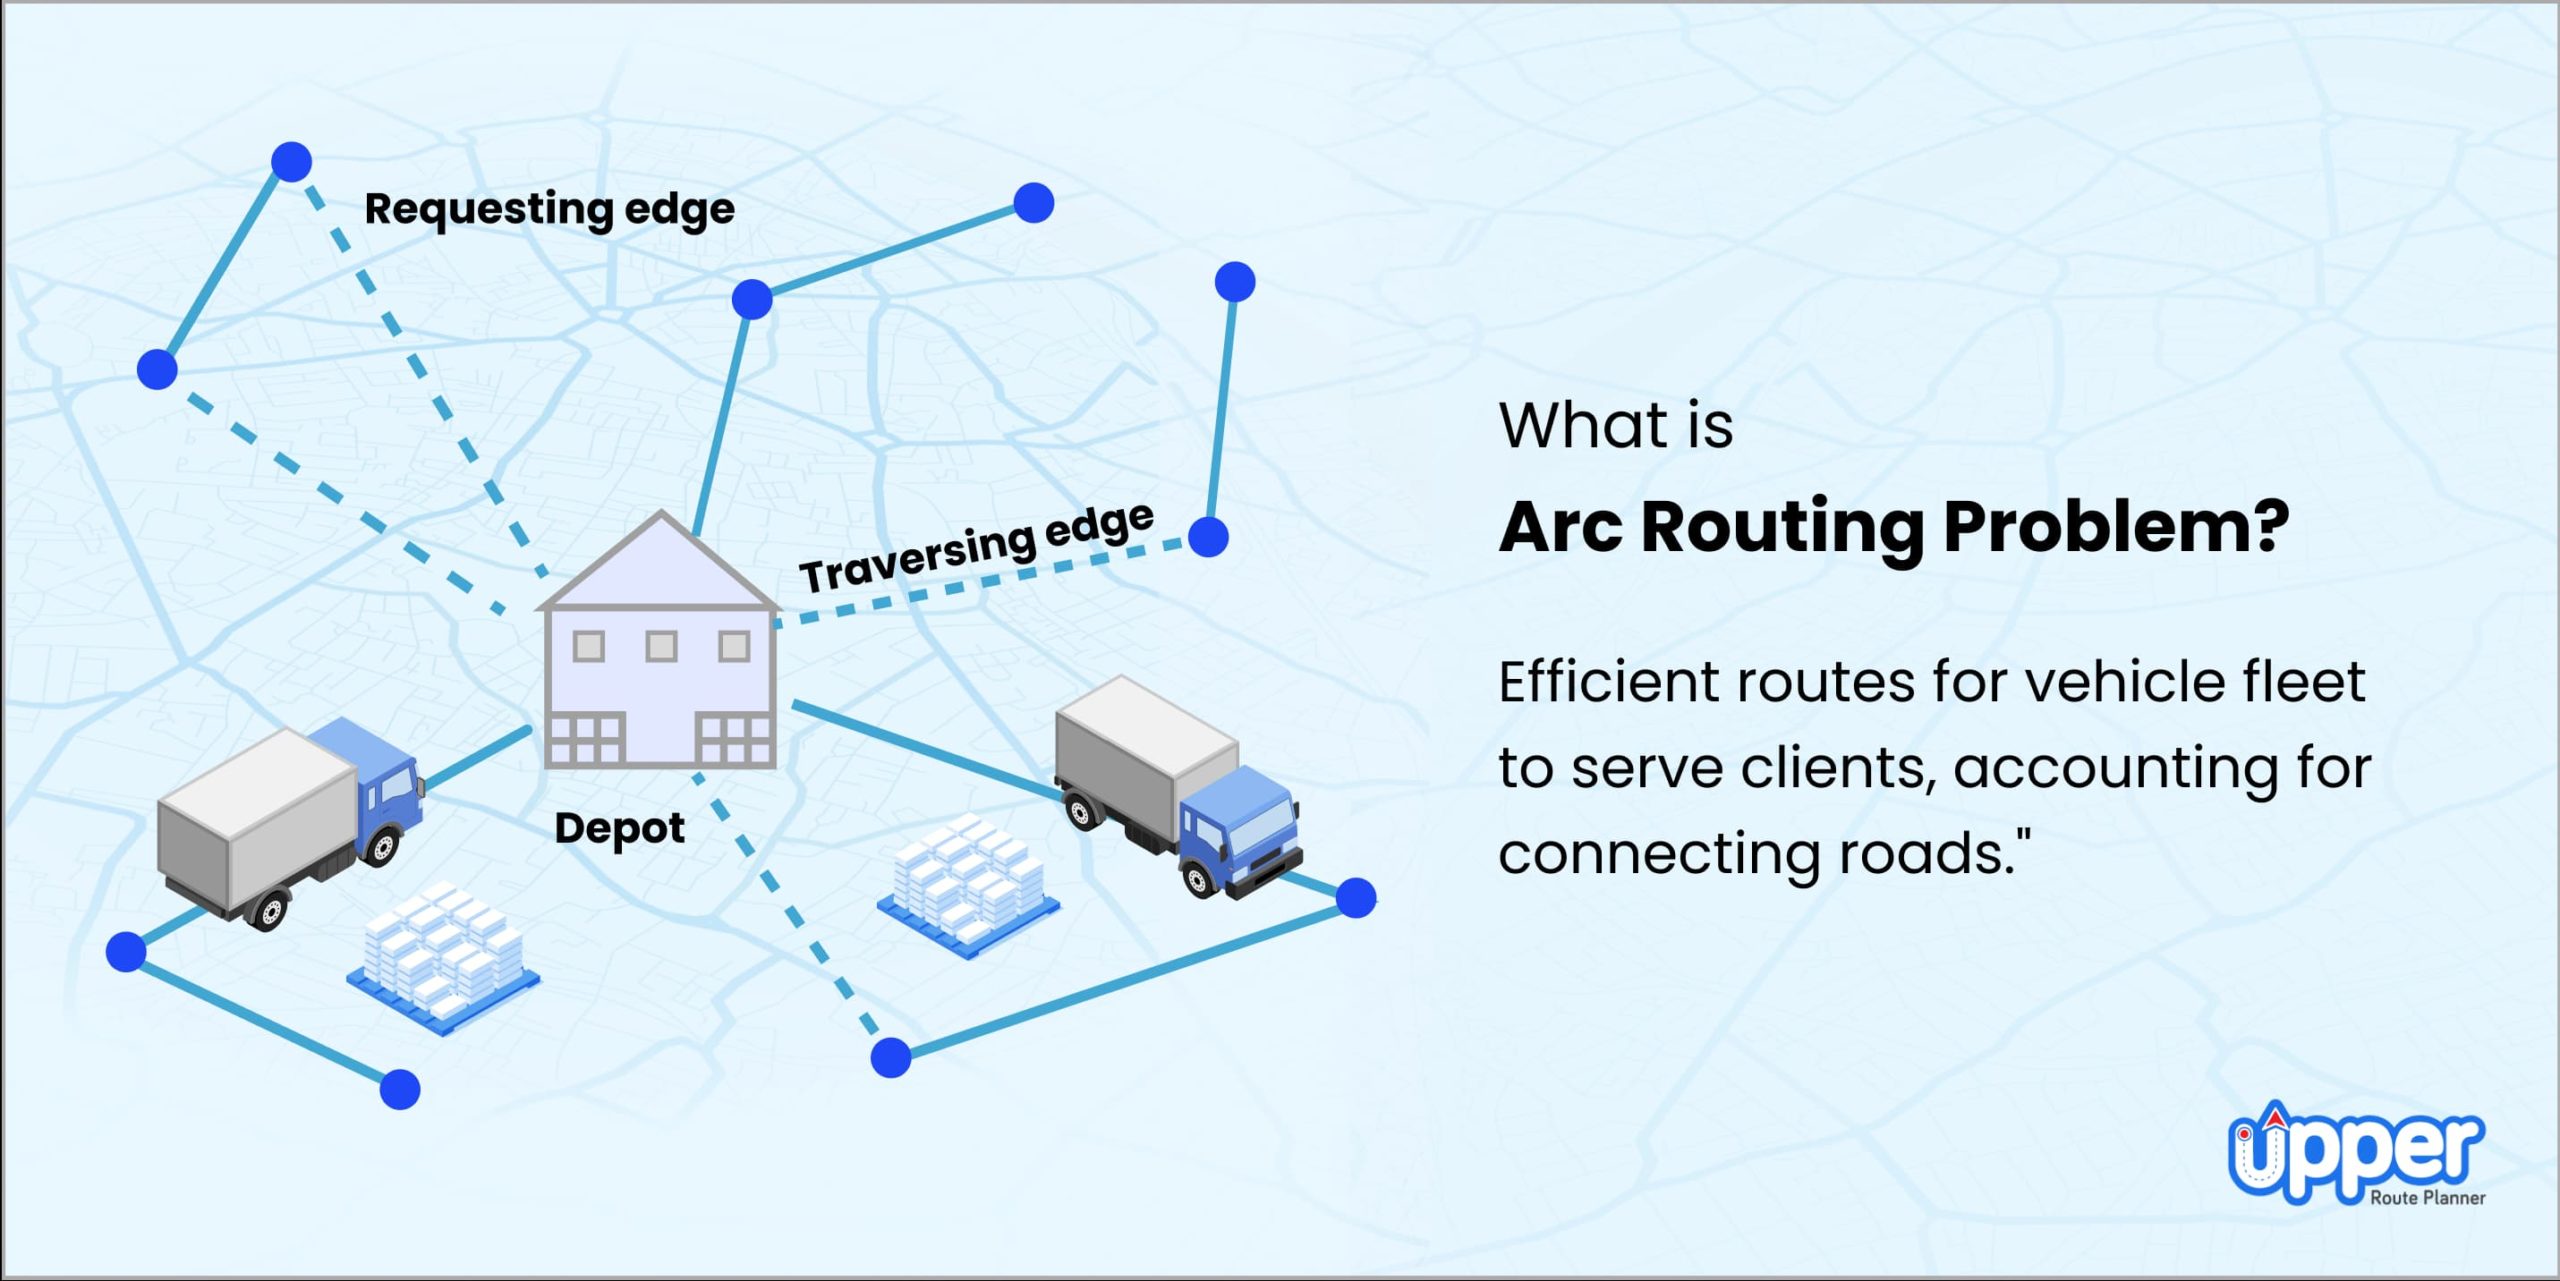 Requesting edge
Traversing edge
Depot
What is
Arc Routing Problem?
Efficient routes for vehicle fleet
to serve clients, accounting for
connecting roads."
upper
Route Planner